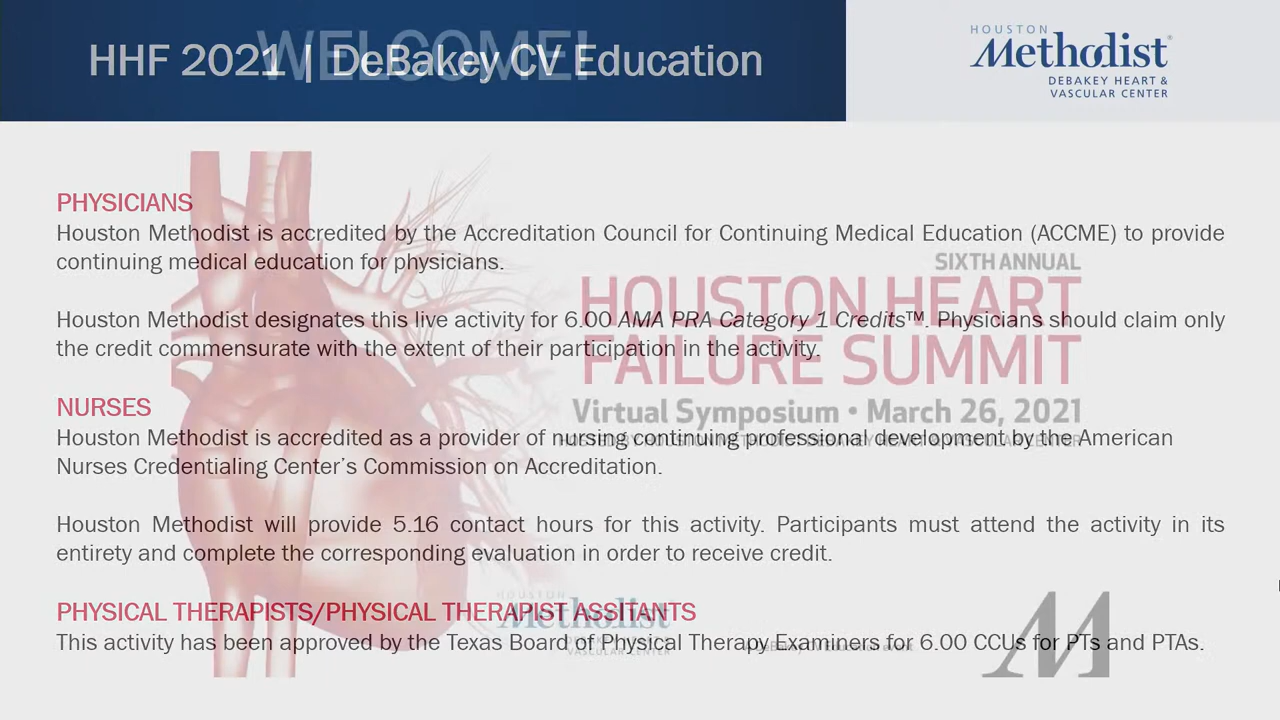 WELCOME!
HHF 2021 | DeBakey CV Education
HOUSTON
Methodist®
DEBAKEY HEART &
VASCULAR CENTER
PHYSICIANS
Houston Methodist is accredited by the Accreditation Council for Continuing Medical Education (ACCME) to provide
continuing medical education for physicians.
SIXTH ANNUAL
HOUSTON HEART
FAILURE SUMMIT
Virtual Symposium • March 26, 2021
Houston Methodist designates this live activity for 6.00 AMA PRA Category 1 Credits™. Physicians should claim only
the credit commensurate with the extent of their participation in the activity.
NURSES
Houston Methodist is accredited as a provider of nursing continuing professional development by the American
Nurses Credentialing Center's Commission on Accreditation.
Houston Methodist will provide 5.16 contact hours for this activity. Participants must attend the activity in its
entirety and complete the corresponding evaluation in order to receive credit.
PHYSICAL THERAPISTS/PHYSICAL THERAPIST ASSITANTS
This activity has been approved by the Texas Board of Physical Therapy Examiners for 6.00 CCUs for PTs and PTAs.
HOUSTON
Methodist
VASCULAR CENTER
M